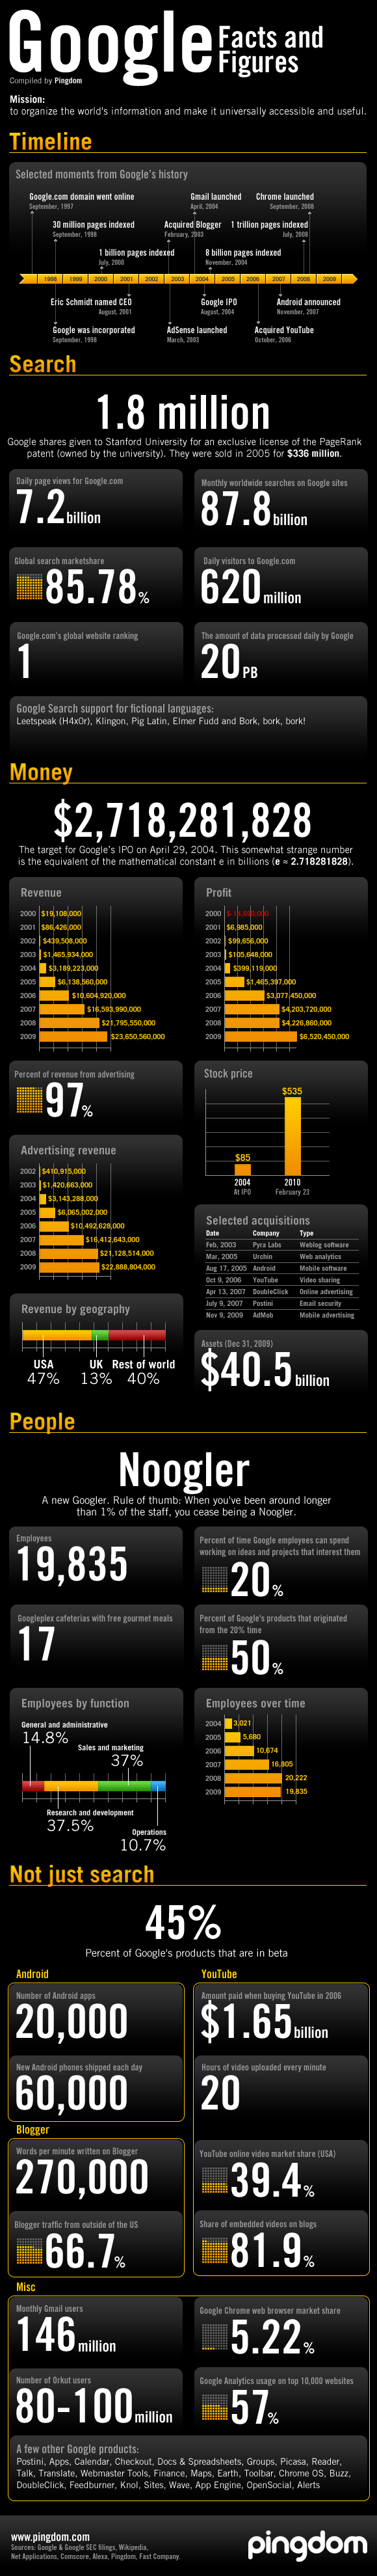 Google Facts and Figures
Compiled by Pingdom
Mission:
to organize the world's information and make it universally accessible and useful.
Timeline
Selected moments from Google's history
Google.com domain went online
September, 1997
Gmail launched
April, 2004
Chrome launched
September, 2008
30 million pages indexed
September, 1998
Acquired Blogger
February, 2003
1 trillion pages indexed
July, 2008
1 billion pages indexed
July, 2000
8 billion pages indexed
November, 2004
1998 1999 2000 2001 2002 2003 2004 2005 2006 2007 2008 2009
Eric Schmidt named CEO
August, 2001
Google IPO
August, 2004
Android announced
November, 2007
Google was incorporated
September, 1998
AdSense launched
March, 2003
Acquired YouTube
October, 2006
Search
1.8 million
Google shares given to Stanford University for an exclusive license of the PageRank
patent (owned by the university). They were sold in 2005 for $336 million.
Daily page views for Google.com
7.2 billion
Monthly worldwide searches on Google sites
87.8 billion
Global search marketshare
85.78%
Daily visitors to Google.com
620 million
Google.com's global website ranking
1
The amount of data processed daily by Google
20 PB
Google Search support for fictional languages:
Leetspeak (H4x0r), Klingon, Pig Latin, Elmer Fudd and Bork, bork, bork!
Money
$2,718,281,828
The target for Google's IPO on April 29, 2004. This somewhat strange number
is the equivalent of the mathematical constant e in billions (e ≈ 2.718281828).
Revenue
2000 $19,108,000
2001 $86,426,000
2002 $439,508,000
2003 $1,465,934,000
2004 $3,189,223,000
2005 $6,138,560,000
2006 $10,604,920,000
2007 $16,593,990,000
2008 $21,795,550,000
2009 $23,650,560,000
Profit
2000 $-14,690,000
2001 $6,985,000
2002 $99,656,000
2003 $105,648,000
2004 $399,119,000
2005 $1,465,397,000
2006 $3,077,450,000
2007 $4,203,720,000
2008 $4,226,860,000
2009 $6,520,450,000
Percent of revenue from advertising
97%
Stock price
$85
$535
2004
At IPO
2010
February 23
Advertising revenue
2002 $410,915,000
2003 $1,420,663,000
2004 $3,143,288,000
2005 $6,065,002,000
2006 $10,492,628,000
2007 $16,412,643,000
2008 $21,128,514,000
2009 $22,888,804,000
Selected acquisitions
Date Company Type
Feb, 2003 Pyra Labs Weblog software
Mar, 2005 Urchin Web analytics
Aug 17, 2005 Android Mobile software
Oct 9, 2006 YouTube Video sharing
Apr 13, 2007 DoubleClick Online advertising
July 9, 2007 Postini Email security
Nov 9, 2009 AdMob Mobile advertising
Revenue by geography
USA UK Rest of world
47% 13% 40%
Assets (Dec 31, 2009)
$40.5 billion
People
Noogler
A new Googler. Rule of thumb: When you've been around longer
than 1% of the staff, you cease being a Noogler.
Employees
19,835
Percent of time Google employees can spend
working on ideas and projects that interest them
20%
Googleplex cafeterias with free gourmet meals
17
Percent of Google's products that originated
from the 20% time
50%
Employees by function
General and administrative
14.8%
Sales and marketing
37%
Research and development
37.5%
Operations
10.7%
Employees over time
2004 3,021
2005 5,680
2006 10,674
2007 16,805
2008 20,222
2009 19,835
Not just search
45%
Percent of Google's products that are in beta
Android
Number of Android apps
20,000
New Android phones shipped each day
60,000
YouTube
Amount paid when buying YouTube in 2006
$1.65 billion
Hours of video uploaded every minute
20
Blogger
Words per minute written on Blogger
270,000
YouTube online video market share (USA)
39.4%
Blogger traffic from outside of the US
66.7%
Share of embedded videos on blogs
81.9%
Misc
Monthly Gmail users
146 million
Google Chrome web browser market share
5.22%
Number of Orkut users
80-100 million
Google Analytics usage on top 10,000 websites
57%
A few other Google products:
Postini, Apps, Calendar, Checkout, Docs & Spreadsheets, Groups, Picasa, Reader,
Talk, Translate, Webmaster Tools, Finance, Maps, Earth, Toolbar, Chrome OS, Buzz,
DoubleClick, Feedburner, Knol, Sites, Wave, App Engine, OpenSocial, Alerts
www.pingdom.com
Sources: Google & Google SEC filings, Wikipedia,
Net Applications, Comscore, Alexa, Pingdom, Fast Company.
pingdom